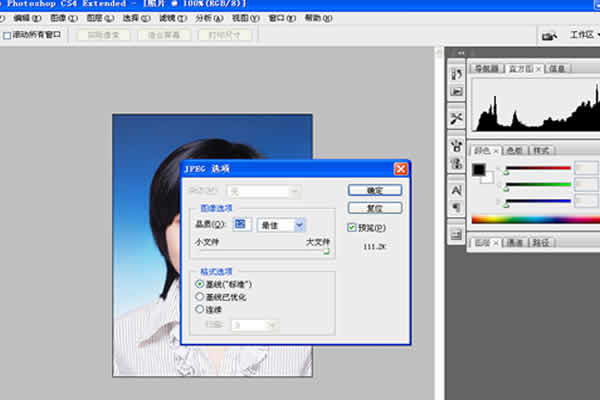 Photoshop CS4 Extended - [照片 @ 100%(RGB/8)]
编辑(E) 图像(I) 图层(L) 选择(S) 滤镜(T) 分析(A) 视图(V) 窗口(W) 帮助(H)
滚动所有窗口 实际像素 适合屏幕 打印尺寸 工作区
导航器 直方图 × 信息
颜色 × 色板 样式
图层 × 通道 路径
JPEG 选项
无
确定
图像选项
复位
品质(Q): 12 最佳
预览(P)
小文件 大文件
111.2K
格式选项
基线("标准")
基线已优化
连续
扫描: 3
A